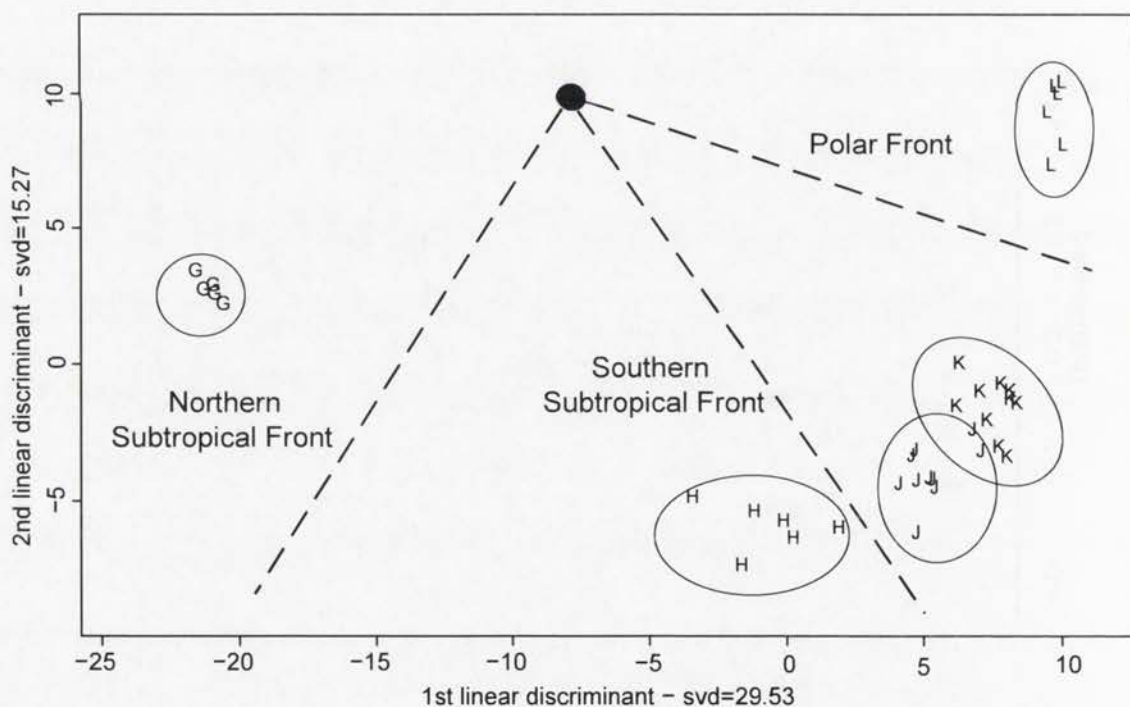 10
5
0
−5
2nd linear discriminant − svd=15.27
Polar Front
Northern
Subtropical Front
Southern
Subtropical Front
L L
L L
L
L
L
G
G
G G
G
H H H H
H
H
K
K K K
K K
K
K
K K
J J
J J
J J J J
J
J
−25 −20 −15 −10 −5 0 5 10
1st linear discriminant − svd=29.53